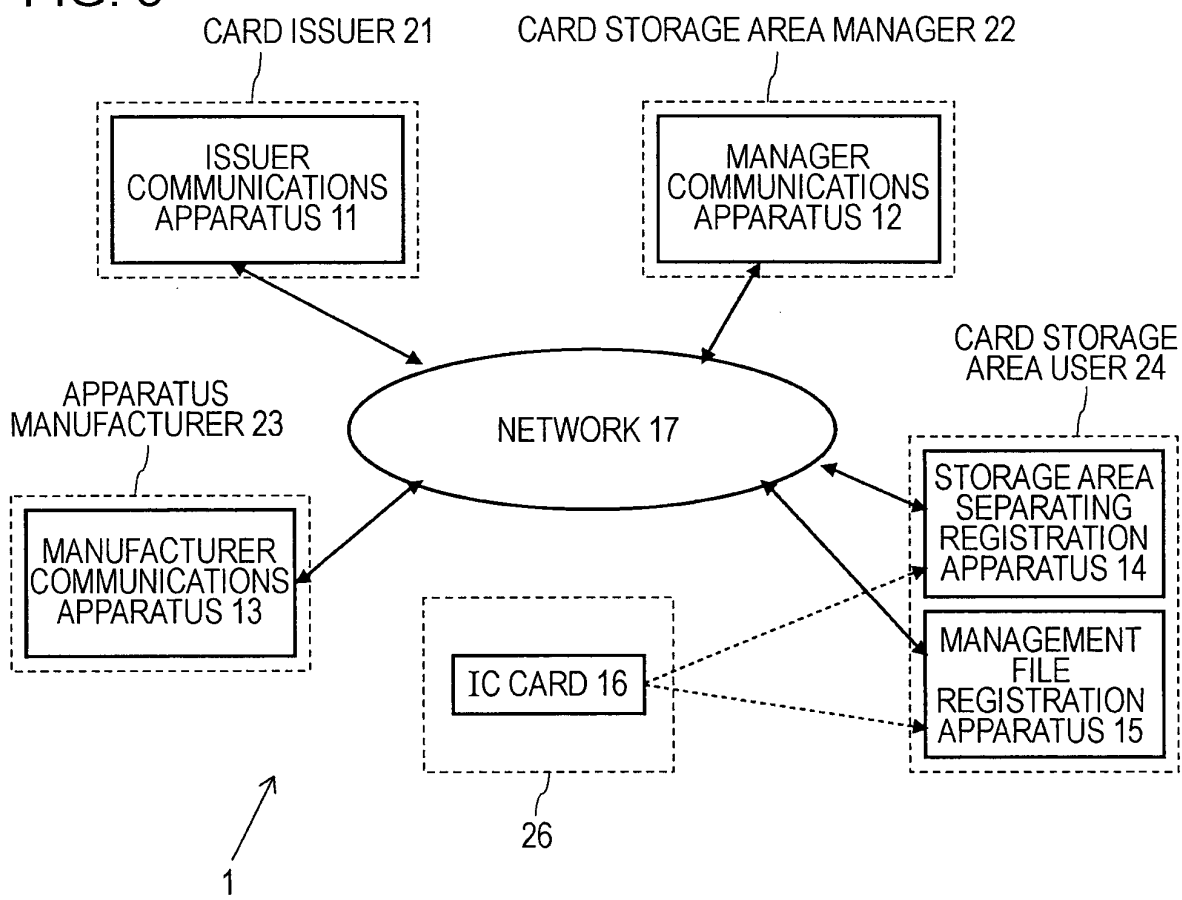 CARD ISSUER 21
CARD STORAGE AREA MANAGER 22
ISSUER
COMMUNICATIONS
APPARATUS 11
MANAGER
COMMUNICATIONS
APPARATUS 12
CARD STORAGE
AREA USER 24
APPARATUS
MANUFACTURER 23
NETWORK 17
STORAGE AREA
SEPARATING
REGISTRATION
APPARATUS 14
MANUFACTURER
COMMUNICATIONS
APPARATUS 13
IC CARD 16
MANAGEMENT
FILE
REGISTRATION
APPARATUS 15
26
1